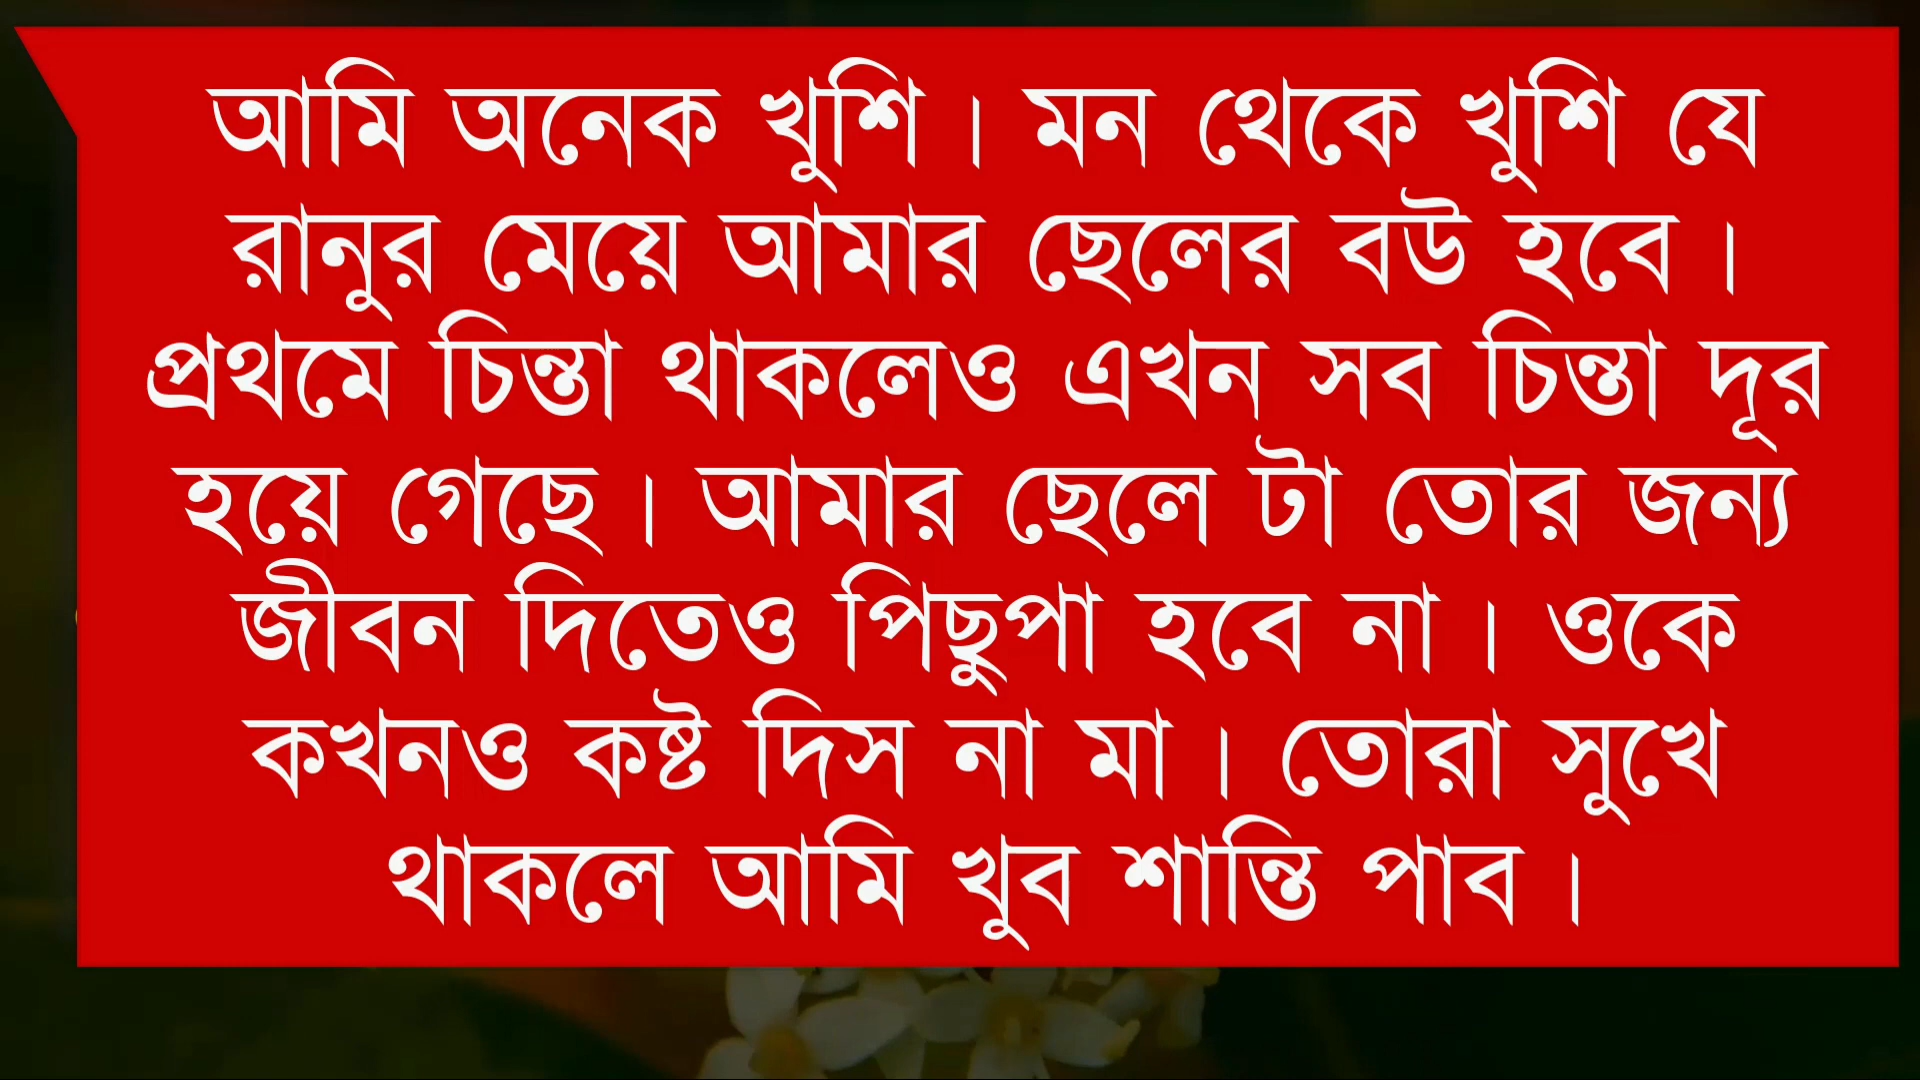 আমি অনেক খুশি। মন থেকে খুশি যে
রানুর মেয়ে আমার ছেলের বউ হবে।
প্রথমে চিন্তা থাকলেও এখন সব চিন্তা দূর
হয়ে গেছে। আমার ছেলে টা তোর জন্য
জীবন দিতেও পিছুপা হবে না। ওকে
কখনও কষ্ট দিস না মা। তোরা সুখে
থাকলে আমি খুব শান্তি পাব।